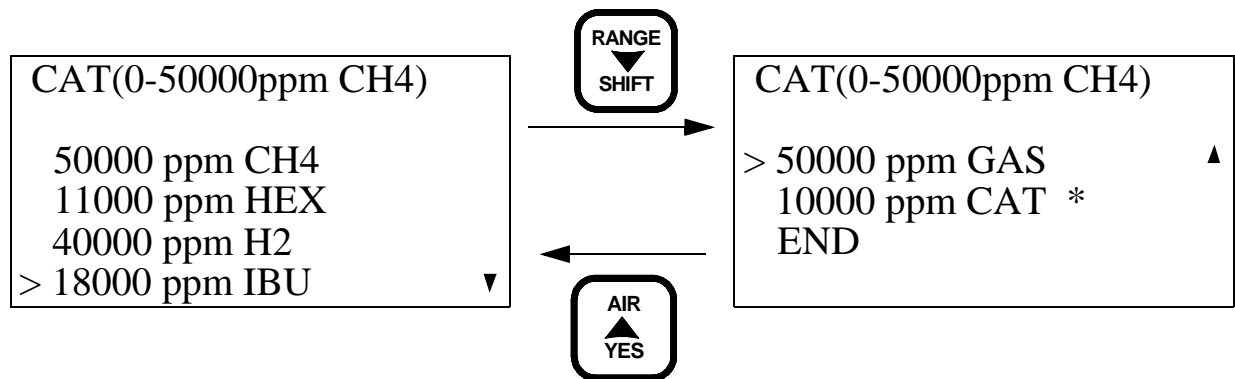 RANGE
SHIFT
CAT(0-50000ppm CH4)
50000 ppm CH4
11000 ppm HEX
40000 ppm H2
> 18000 ppm IBU
CAT(0-50000ppm CH4)
> 50000 ppm GAS
10000 ppm CAT *
END
AIR
YES